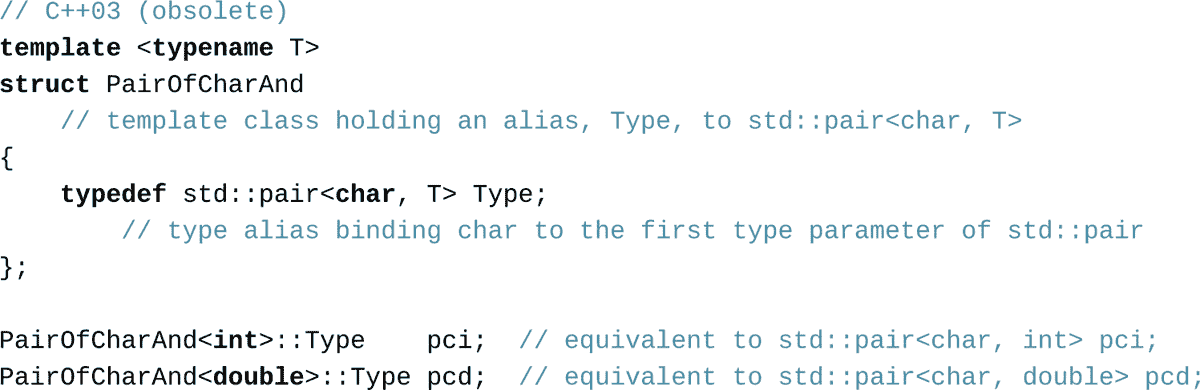 // C++03 (obsolete)
template <typename T>
struct PairOfCharAnd
    // template class holding an alias, Type, to std::pair<char, T>
{
    typedef std::pair<char, T> Type;
        // type alias binding char to the first type parameter of std::pair
};

PairOfCharAnd<int>::Type    pci;  // equivalent to std::pair<char, int> pci;
PairOfCharAnd<double>::Type pcd;  // equivalent to std::pair<char, double> pcd;